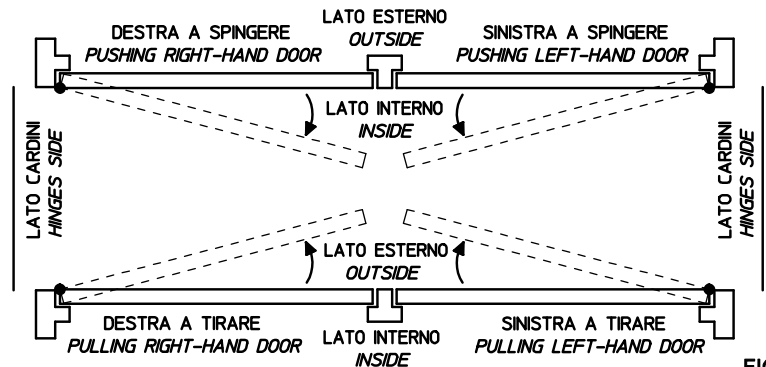 DESTRA A SPINGERE
PUSHING RIGHT-HAND DOOR
LATO ESTERNO
OUTSIDE
SINISTRA A SPINGERE
PUSHING LEFT-HAND DOOR
LATO INTERNO
INSIDE
LATO CARDINI
HINGES SIDE
LATO CARDINI
HINGES SIDE
LATO ESTERNO
OUTSIDE
DESTRA A TIRARE
PULLING RIGHT-HAND DOOR
LATO INTERNO
INSIDE
SINISTRA A TIRARE
PULLING LEFT-HAND DOOR